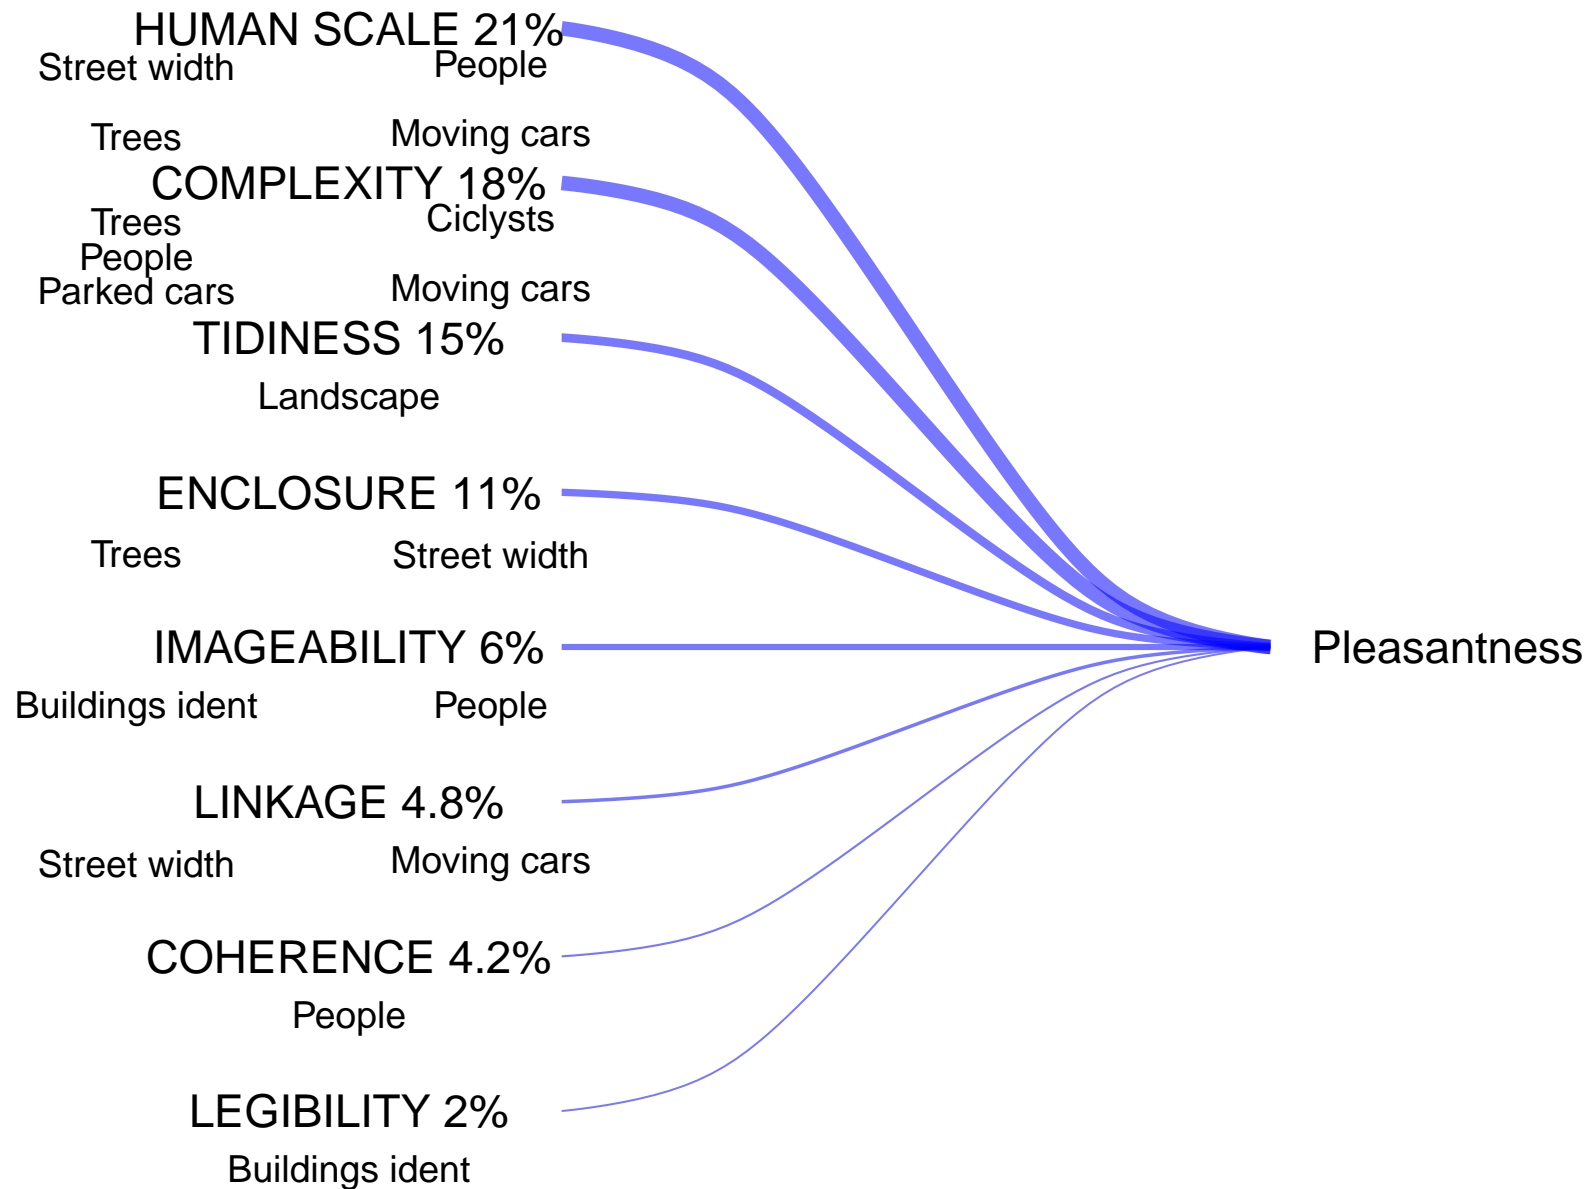 HUMAN SCALE 21%
Street width People
Trees Moving cars
COMPLEXITY 18%
Trees Ciclysts
People
Parked cars Moving cars
TIDINESS 15%
Landscape
ENCLOSURE 11%
Trees Street width
IMAGEABILITY 6%
Pleasantness
Buildings ident People
LINKAGE 4.8%
Street width Moving cars
COHERENCE 4.2%
People
LEGIBILITY 2%
Buildings ident